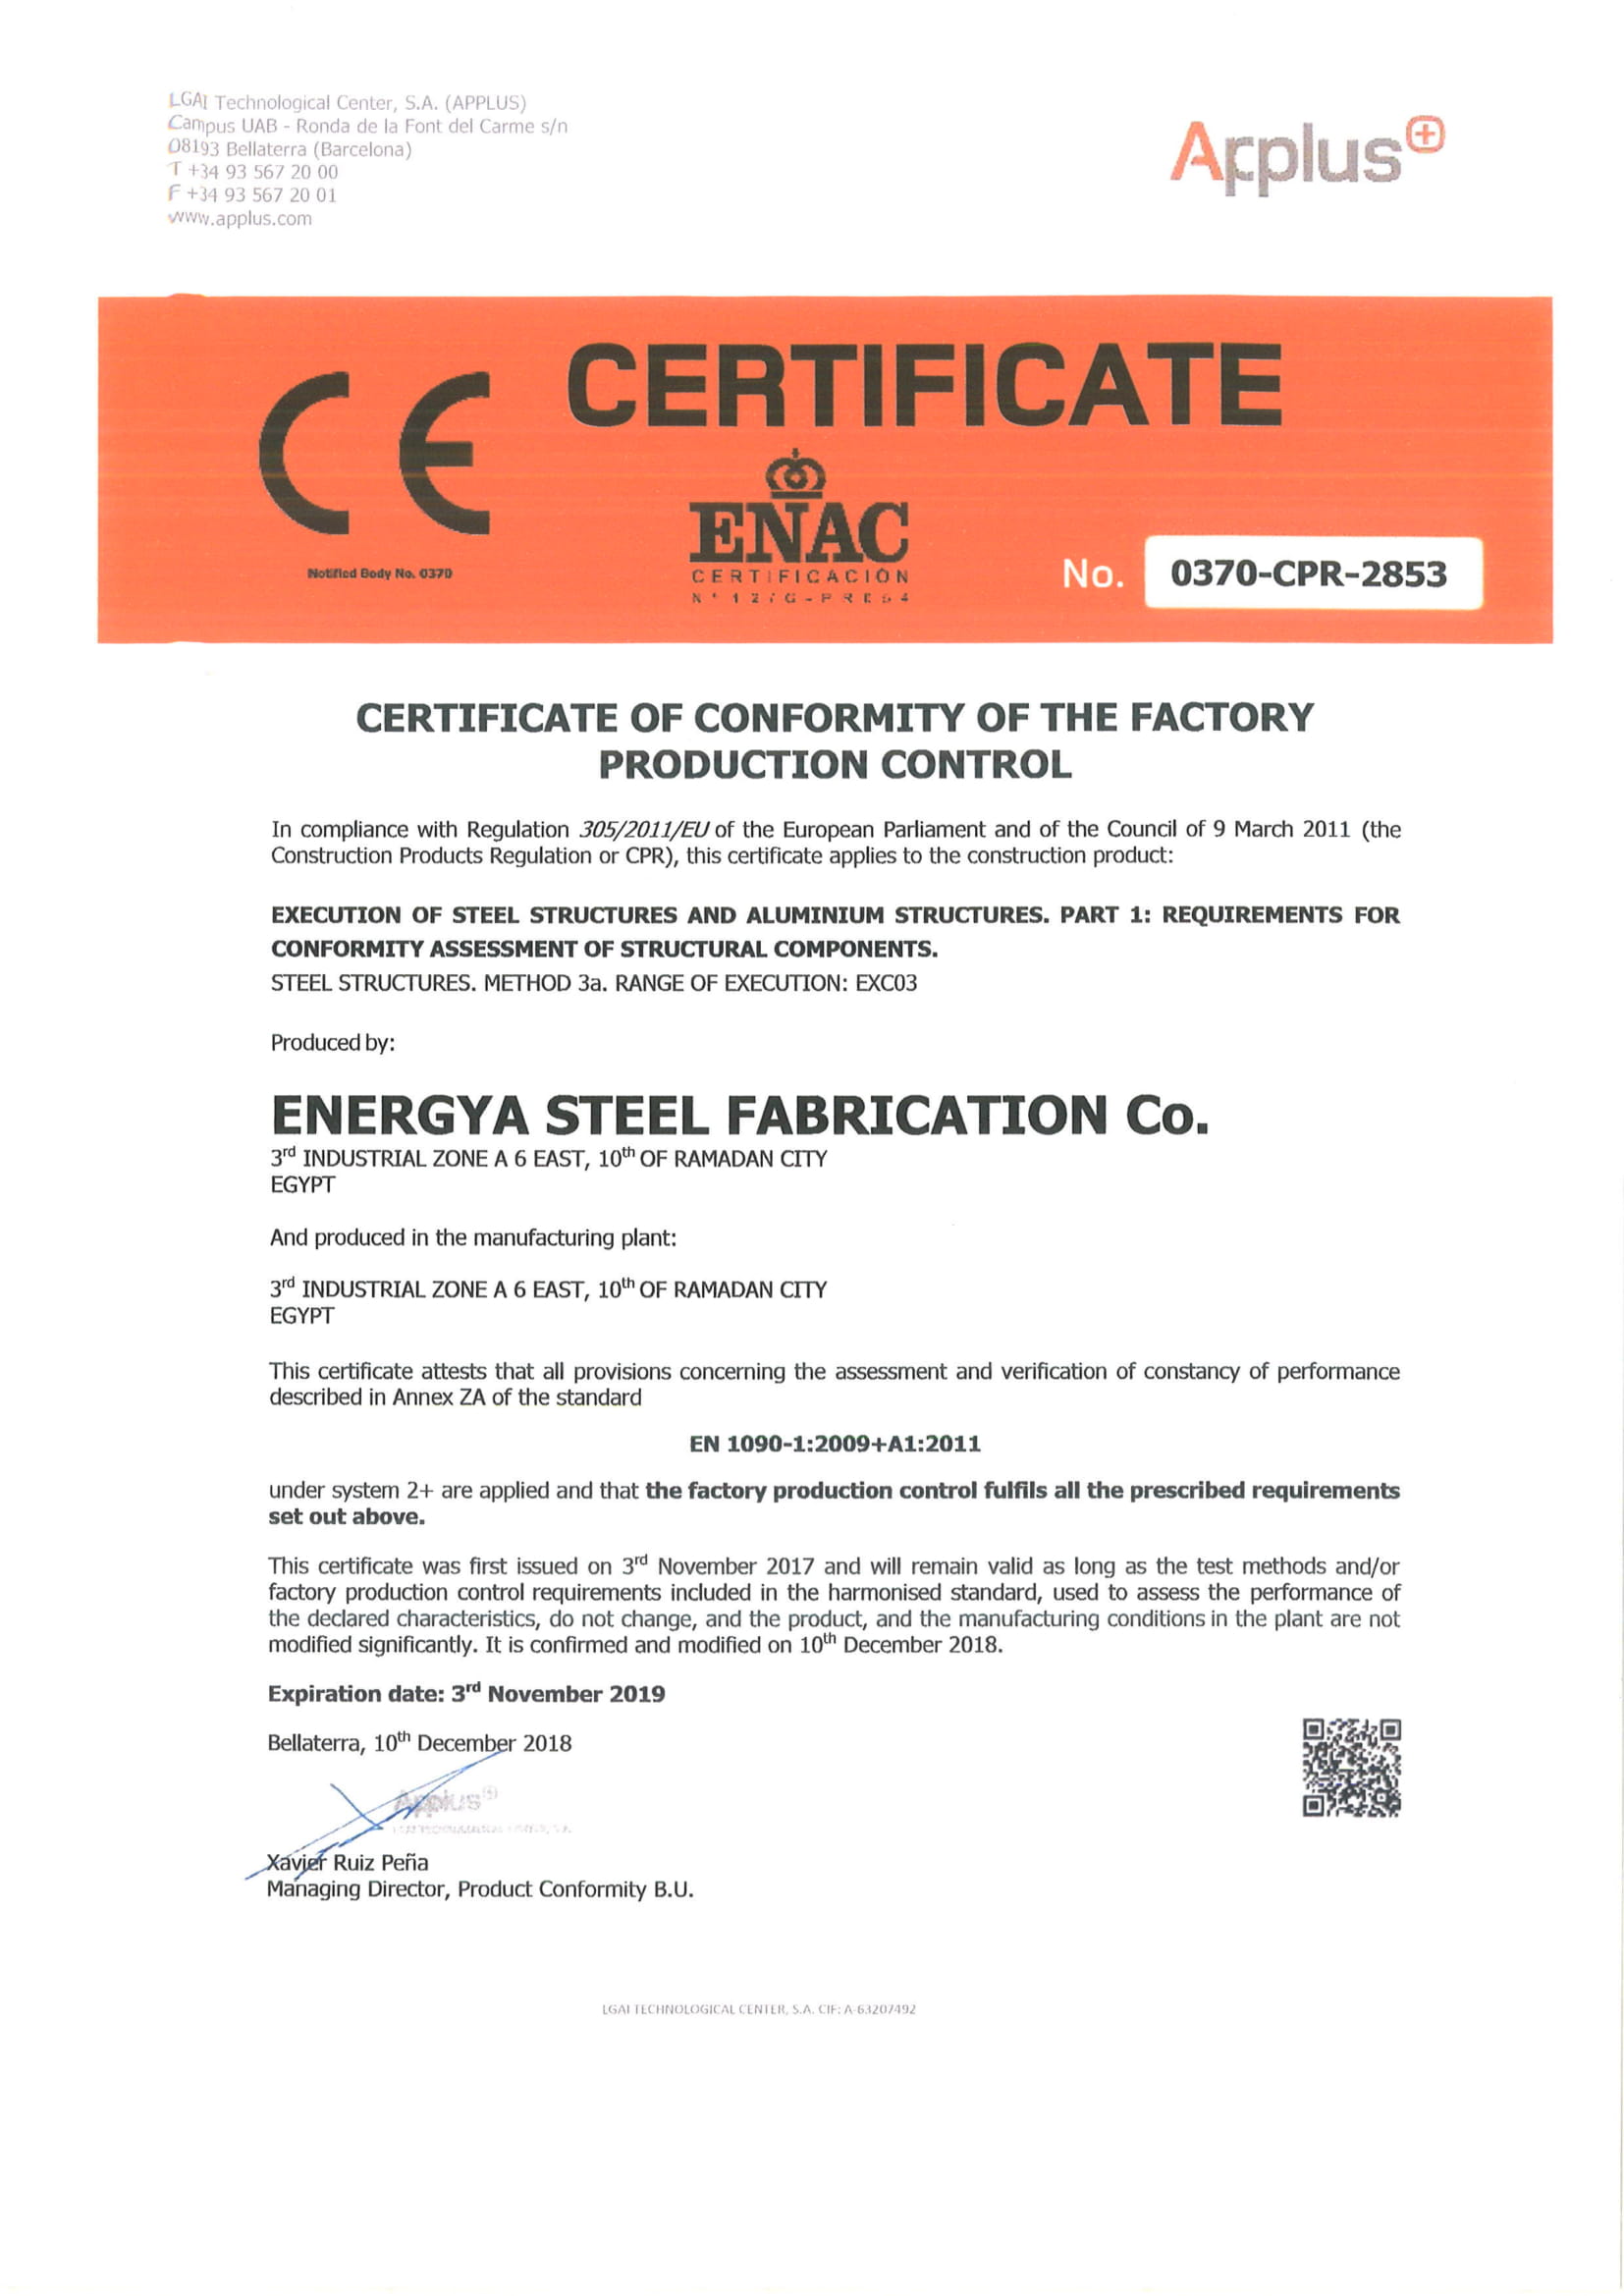 LGAI Technological Center, S.A. (APPLUS)
Campus UAB - Ronda de la Font del Carme s/n
08193 Bellaterra (Barcelona)
T +34 93 567 20 00
F +34 93 567 20 01
www.applus.com
Applus+
CERTIFICATE
CE
ENAC
CERTIFICACIÓN
Notified Body No. 0370
No. 0370-CPR-2853
CERTIFICATE OF CONFORMITY OF THE FACTORY
PRODUCTION CONTROL
In compliance with Regulation 305/2011/EU of the European Parliament and of the Council of 9 March 2011 (the
Construction Products Regulation or CPR), this certificate applies to the construction product:
EXECUTION OF STEEL STRUCTURES AND ALUMINIUM STRUCTURES. PART 1: REQUIREMENTS FOR
CONFORMITY ASSESSMENT OF STRUCTURAL COMPONENTS.
STEEL STRUCTURES. METHOD 3a. RANGE OF EXECUTION: EXC03
Produced by:
ENERGYA STEEL FABRICATION Co.
3rd INDUSTRIAL ZONE A 6 EAST, 10th OF RAMADAN CITY
EGYPT
And produced in the manufacturing plant:
3rd INDUSTRIAL ZONE A 6 EAST, 10th OF RAMADAN CITY
EGYPT
This certificate attests that all provisions concerning the assessment and verification of constancy of performance
described in Annex ZA of the standard
EN 1090-1:2009+A1:2011
under system 2+ are applied and that the factory production control fulfils all the prescribed requirements
set out above.
This certificate was first issued on 3rd November 2017 and will remain valid as long as the test methods and/or
factory production control requirements included in the harmonised standard, used to assess the performance of
the declared characteristics, do not change, and the product, and the manufacturing conditions in the plant are not
modified significantly. It is confirmed and modified on 10th December 2018.
Expiration date: 3rd November 2019
Bellaterra, 10th December 2018
Applus+
Xavier Ruiz Peña
Managing Director, Product Conformity B.U.
LGAI TECHNOLOGICAL CENTER, S.A. CIF: A-63207492